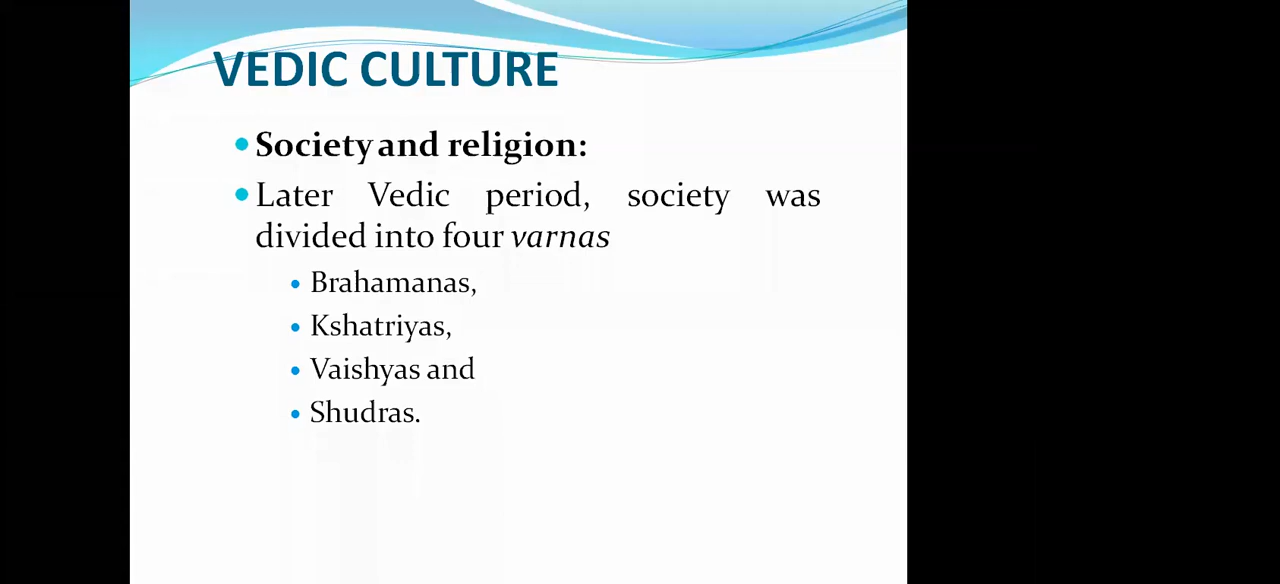 VEDIC CULTURE
Society and religion:
Later Vedic period, society was
divided into four varnas
Brahamanas,
Kshatriyas,
Vaishyas and
Shudras.